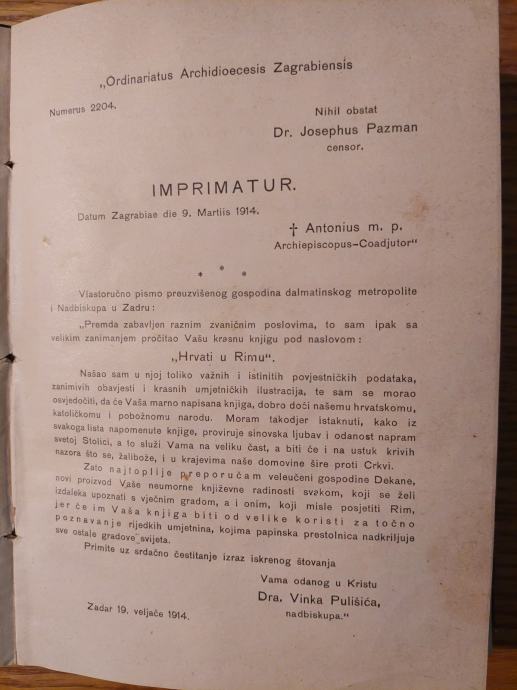 „Ordinariatus Archidioecesis Zagrabiensis
Numerus 2204.
Nihil obstat
Dr. Josephus Pazman
censor.
IMPRIMATUR.
Datum Zagrabiae die 9. Martiis 1914.
† Antonius m. p.
Archiepiscopus-Coadjutor“
* * *
Vlastoručno pismo preuzvišenog gospodina dalmatinskog metropolite
i Nadbiskupa u Zadru:
„Premda zabavljen raznim zvaničnim poslovima, to sam ipak sa
velikim zanimanjem pročitao Vašu krasnu knjigu pod naslovom:
„Hrvati u Rimu“.
Našao sam u njoj toliko važnih i istinitih povjestničkih podataka,
zanimivih obavjesti i krasnih umjetničkih ilustracija, te sam se morao
osvjedočiti, da će Vaša marno napisana knjiga, dobro doći našemu hrvatskomu,
katoličkomu i pobožnomu narodu. Moram takodjer istaknuti, kako iz
svakoga lista napomenute knjige, proviruje sinovska ljubav i odanost napram
svetoj Stolici, a to služi Vama na veliku čast, a biti će i na ustuk krivih
nazora što se, žalibože, i u krajevima naše domovine šire proti Crkvi.
Zato najtoplije preporučam veleučeni gospodine Dekane,
novi proizvod Vaše neumorne književne radinosti svakom, koji se želi
izdaleka upoznati s vječnim gradom, a i onim, koji misle posjetiti Rim,
jer će im Vaša knjiga biti od velike koristi za točno
poznavanje rijedkih umjetnina, kojima papinska prestolnica nadkriljuje
sve ostale gradove svijeta.
Primite uz srdačno čestitanje izraz iskrenog štovanja
Vama odanog u Kristu
Dra. Vinka Pulišića,
nadbiskupa.“
Zadar 19. veljače 1914.